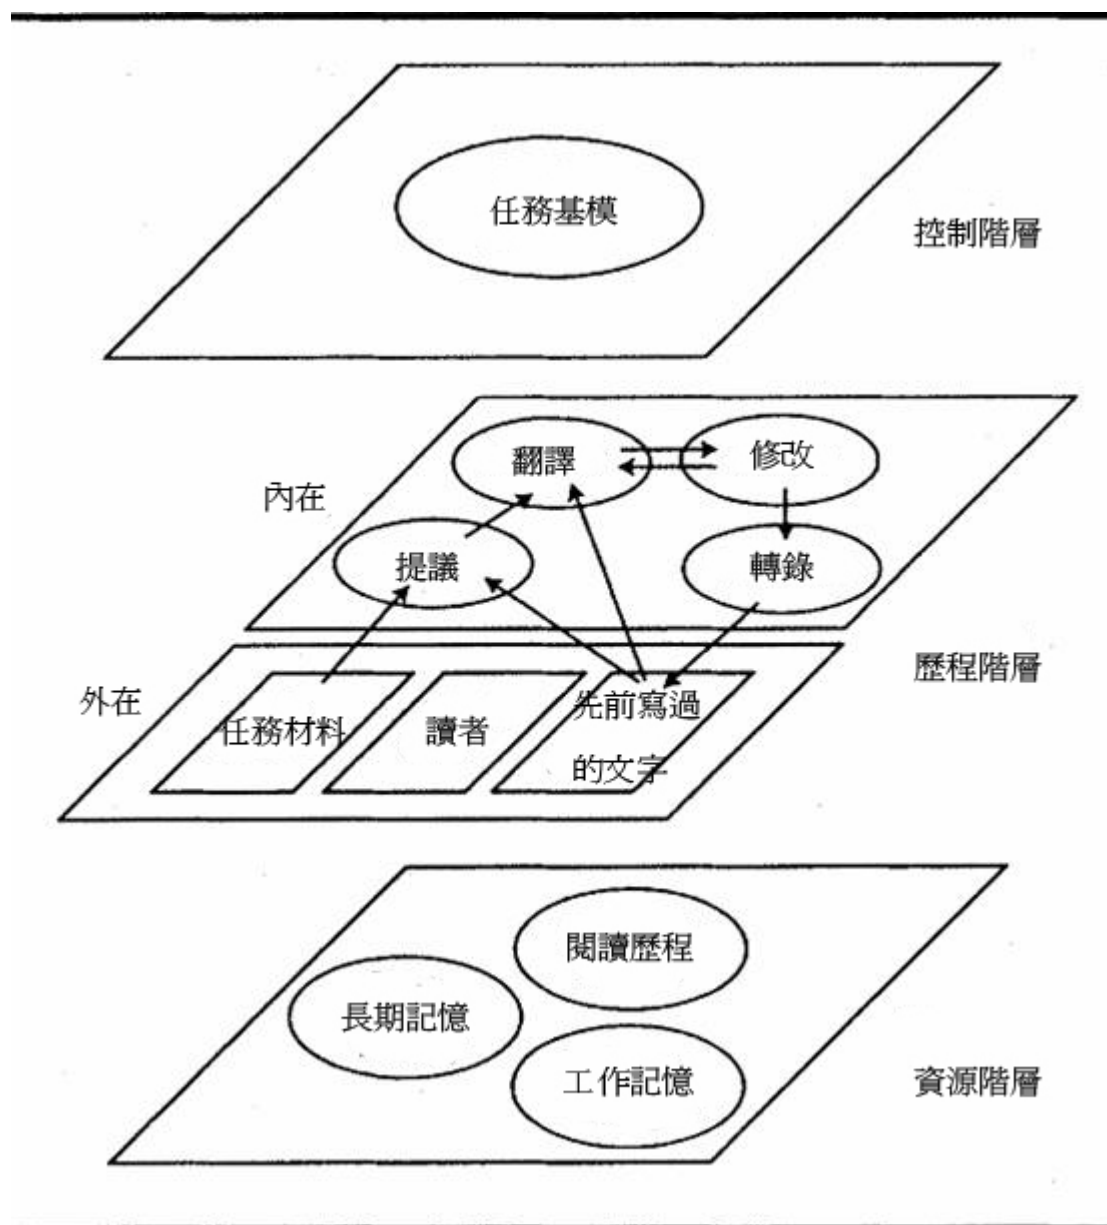 任務基模
控制階層
翻譯
修改
內在
提議
轉錄
歷程階層
外在
任務材料
讀者
先前寫過
的文字
閱讀歷程
長期記憶
工作記憶
資源階層